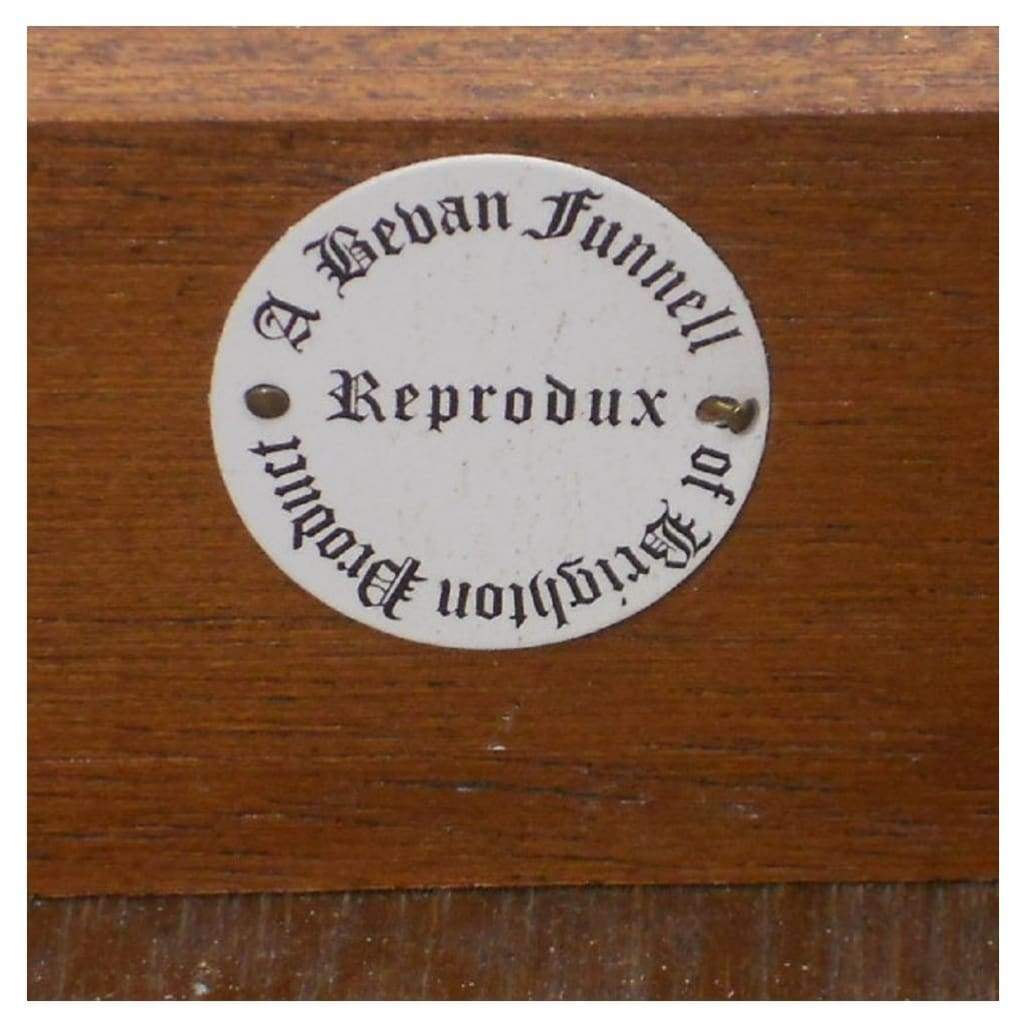 A Bevan Funnell
Reprodux
of Brighton Product